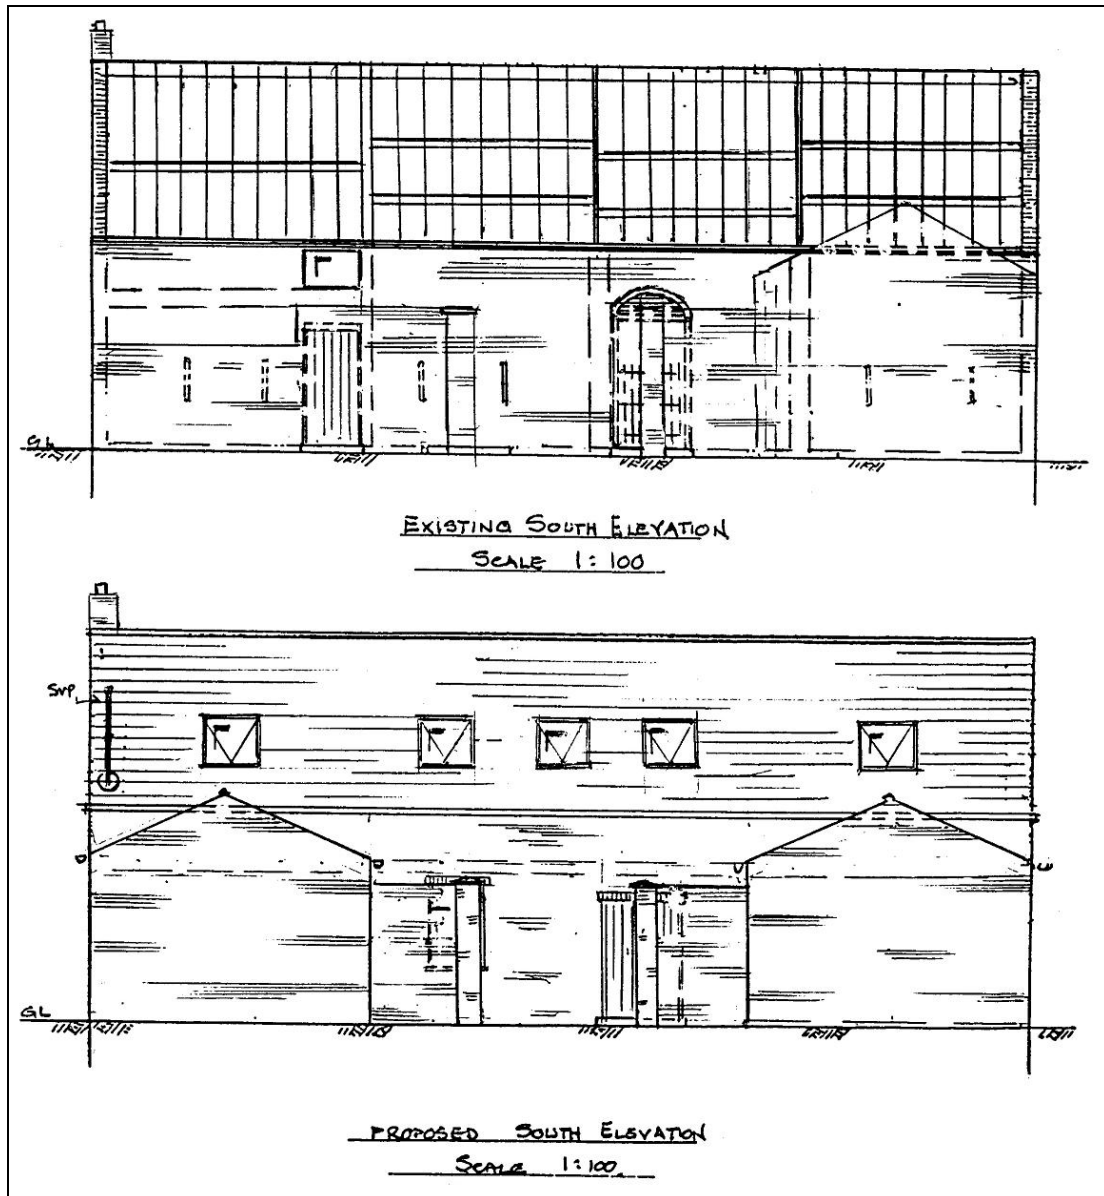 GL
EXISTING SOUTH ELEVATION
SCALE 1:100
SVP
GL
PROPOSED SOUTH ELEVATION
SCALE 1:100